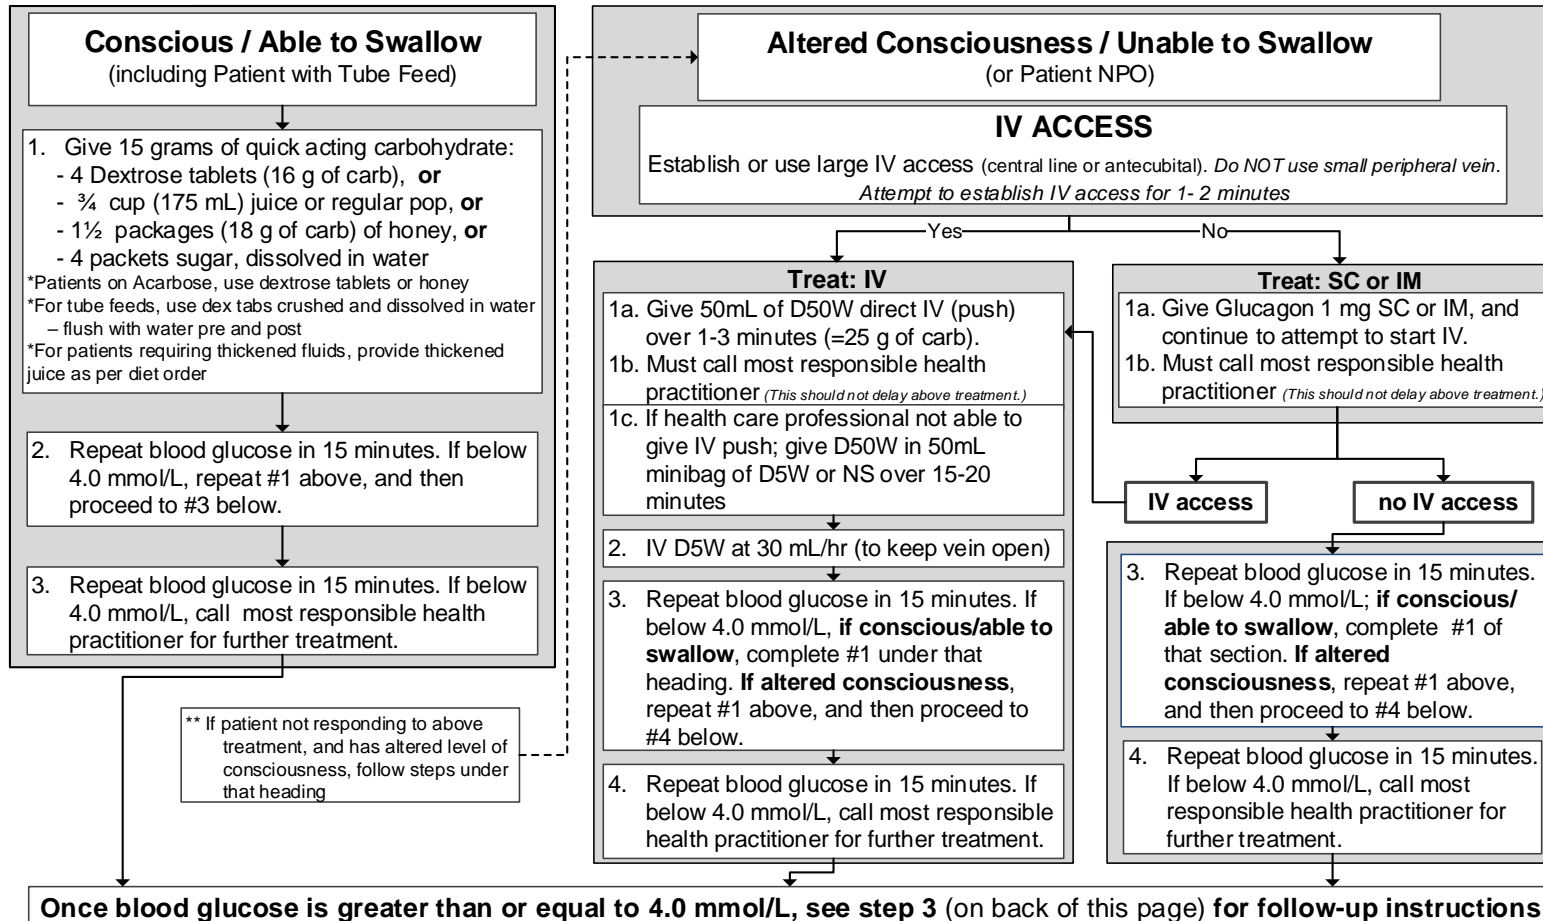 Conscious / Able to Swallow
(including Patient with Tube Feed)
1. Give 15 grams of quick acting carbohydrate:
- 4 Dextrose tablets (16 g of carb), or
- ¾ cup (175 mL) juice or regular pop, or
- 1½ packages (18 g of carb) of honey, or
- 4 packets sugar, dissolved in water
*Patients on Acarbose, use dextrose tablets or honey
*For tube feeds, use dex tabs crushed and dissolved in water
– flush with water pre and post
*For patients requiring thickened fluids, provide thickened
juice as per diet order
2. Repeat blood glucose in 15 minutes. If below
4.0 mmol/L, repeat #1 above, and then
proceed to #3 below.
3. Repeat blood glucose in 15 minutes. If below
4.0 mmol/L, call most responsible health
practitioner for further treatment.
** If patient not responding to above
treatment, and has altered level of
consciousness, follow steps under
that heading
Altered Consciousness / Unable to Swallow
(or Patient NPO)
IV ACCESS
Establish or use large IV access (central line or antecubital). Do NOT use small peripheral vein.
Attempt to establish IV access for 1- 2 minutes
Yes
No
Treat: IV
1a. Give 50mL of D50W direct IV (push)
over 1-3 minutes (=25 g of carb).
1b. Must call most responsible health
practitioner (This should not delay above treatment.)
1c. If health care professional not able to
give IV push; give D50W in 50mL
minibag of D5W or NS over 15-20
minutes
2. IV D5W at 30 mL/hr (to keep vein open)
3. Repeat blood glucose in 15 minutes. If
below 4.0 mmol/L, if conscious/able to
swallow, complete #1 under that
heading. If altered consciousness,
repeat #1 above, and then proceed to
#4 below.
4. Repeat blood glucose in 15 minutes. If
below 4.0 mmol/L, call most responsible
health practitioner for further treatment.
Treat: SC or IM
1a. Give Glucagon 1 mg SC or IM, and
continue to attempt to start IV.
1b. Must call most responsible health
practitioner (This should not delay above treatment.)
IV access
no IV access
3. Repeat blood glucose in 15 minutes.
If below 4.0 mmol/L; if conscious/
able to swallow, complete #1 of
that section. If altered
consciousness, repeat #1 above,
and then proceed to #4 below.
4. Repeat blood glucose in 15 minutes.
If below 4.0 mmol/L, call most
responsible health practitioner for
further treatment.
Once blood glucose is greater than or equal to 4.0 mmol/L, see step 3 (on back of this page) for follow-up instructions